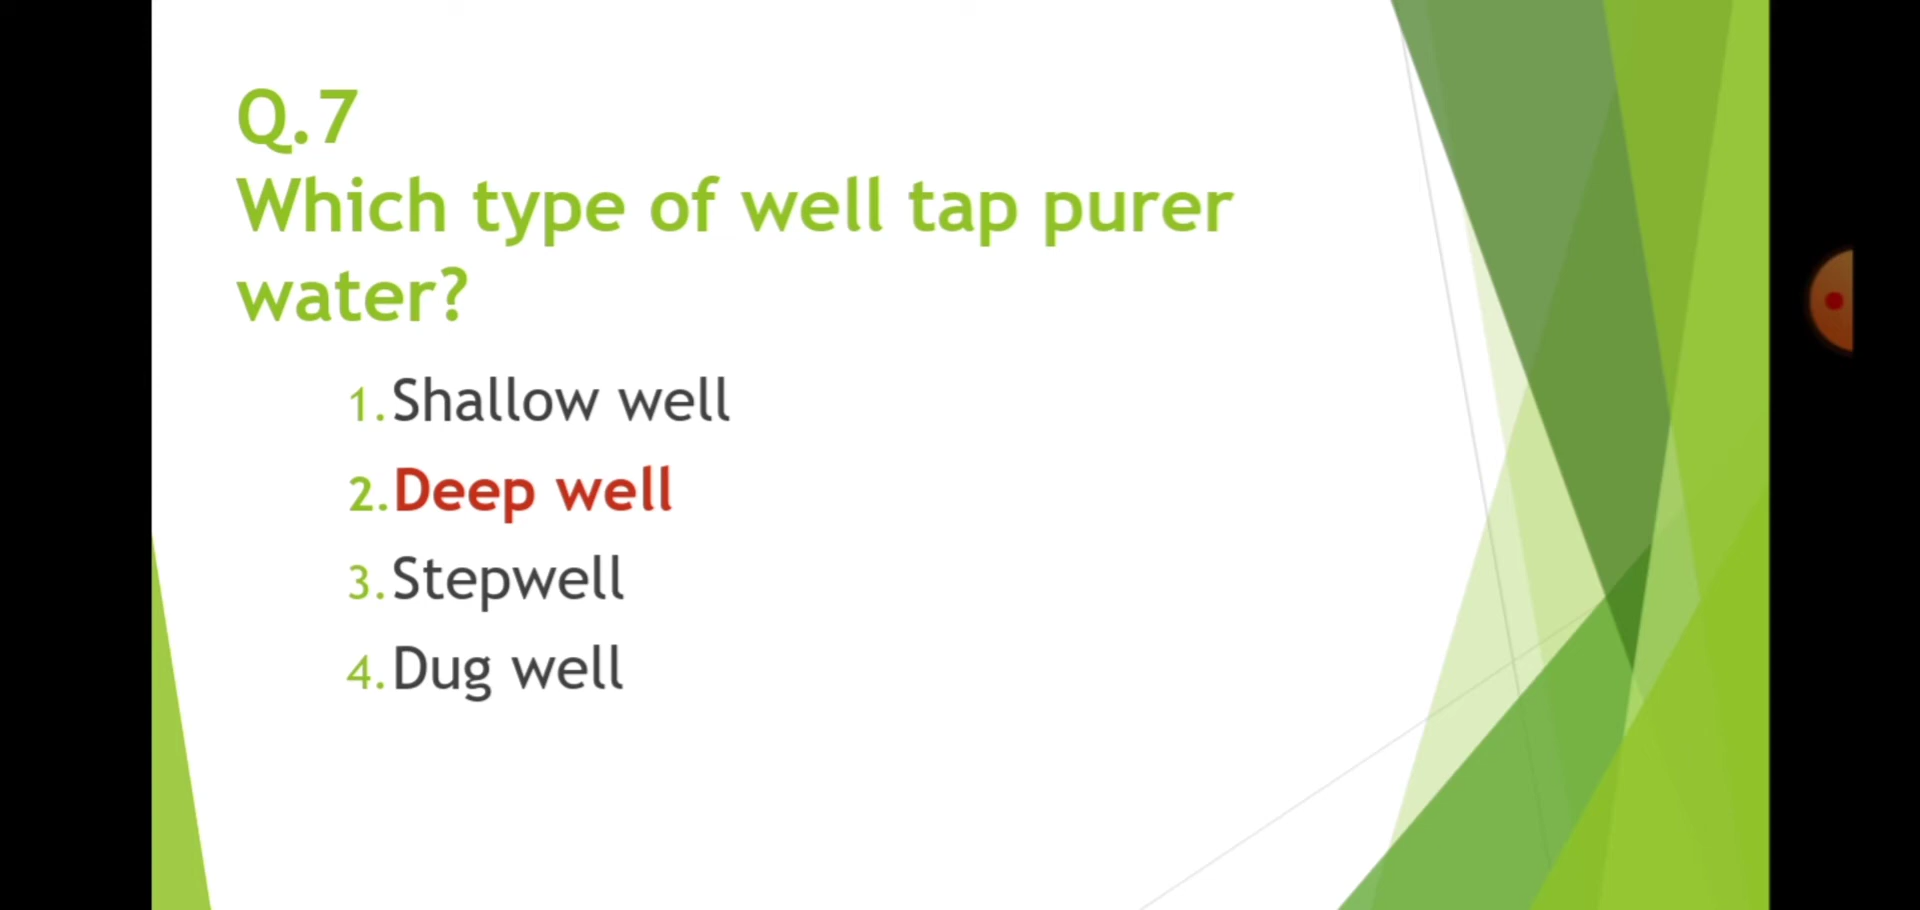 Q.7
Which type of well tap purer
water?
1. Shallow well
2. Deep well
3. Stepwell
4. Dug well